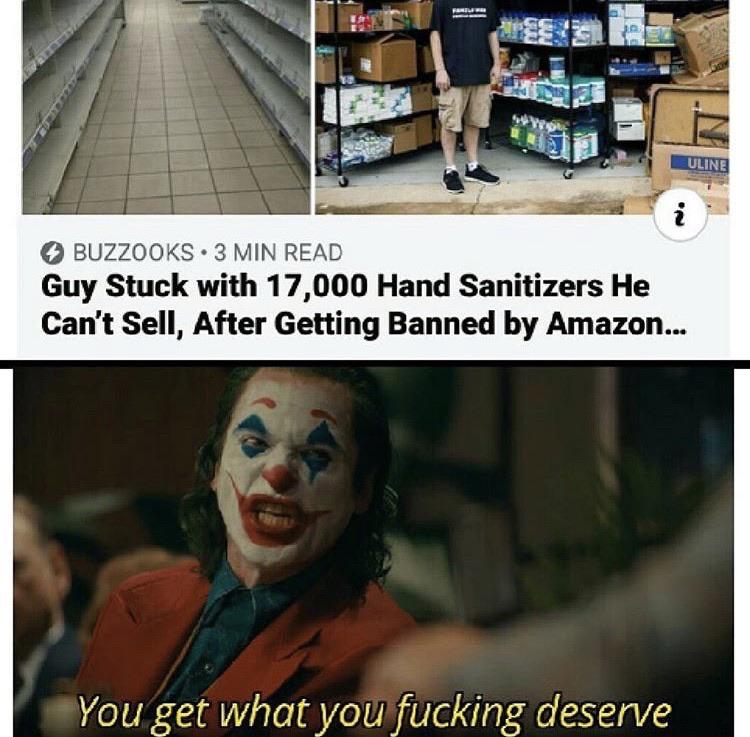 ULINE
BUZZOOKS • 3 MIN READ
Guy Stuck with 17,000 Hand Sanitizers He
Can't Sell, After Getting Banned by Amazon...
You get what you fucking deserve